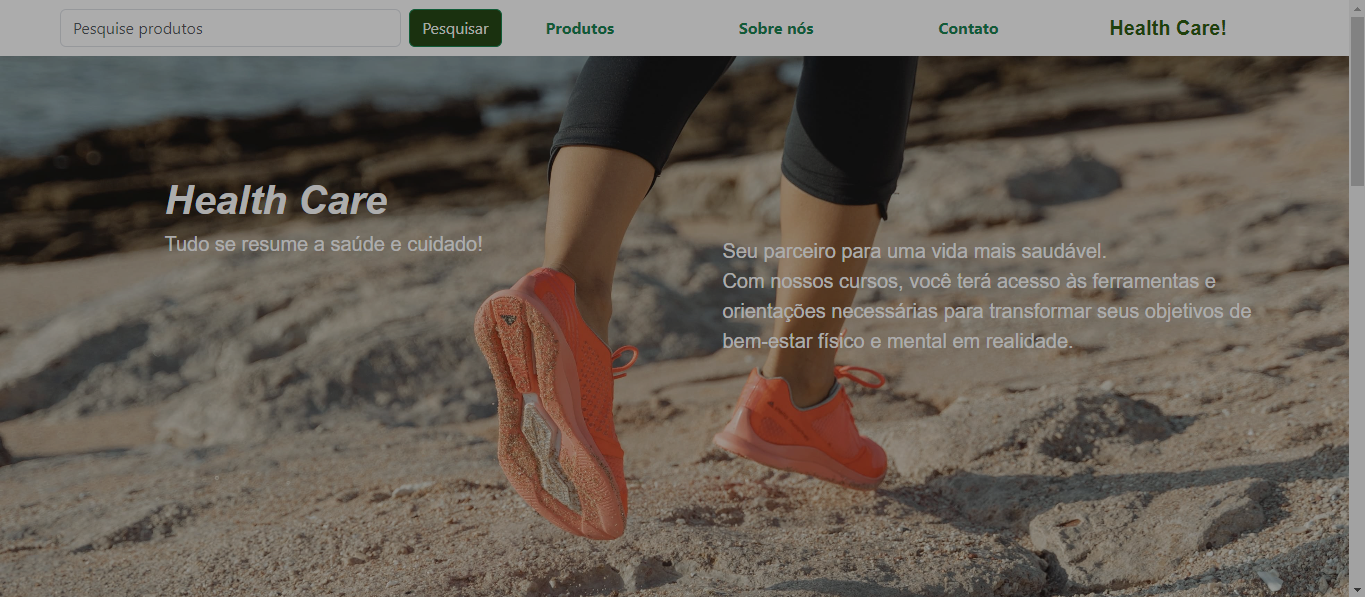 Pesquise produtos
Pesquisar
Produtos
Sobre nós
Contato
Health Care!
Health Care
Tudo se resume a saúde e cuidado!
Seu parceiro para uma vida mais saudável.
Com nossos cursos, você terá acesso às ferramentas e
orientações necessárias para transformar seus objetivos de
bem-estar físico e mental em realidade.